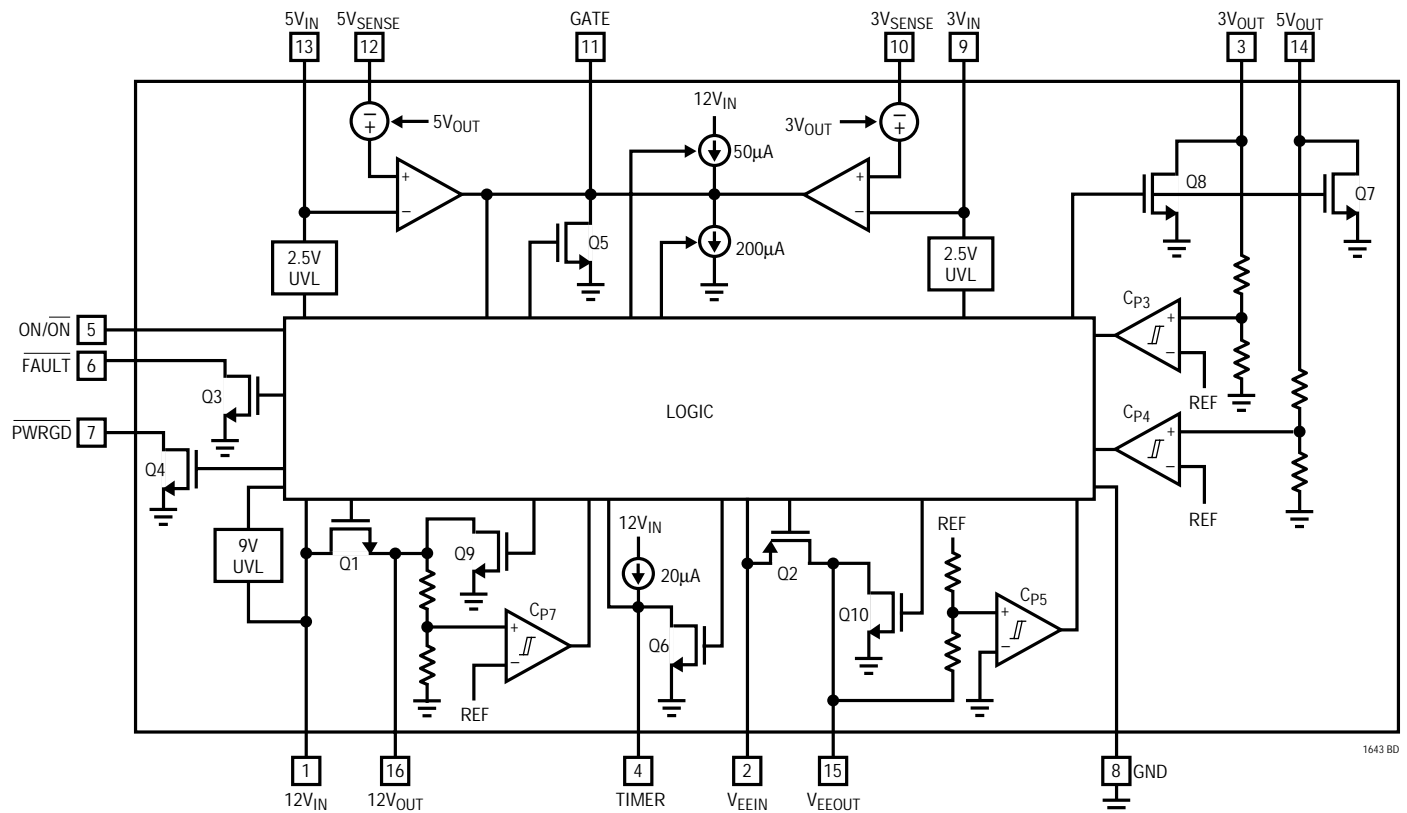 5VIN
5VSENSE
GATE
3VSENSE
3VIN
3VOUT
5VOUT
13
12
11
10
9
3
14
12VIN
− +
5VOUT
3VOUT
− +
50µA
+ −
+ −
Q8
Q7
Q5
200µA
2.5V
UVL
2.5V
UVL
CP3
+ −
REF
ON/ON
5
FAULT
6
Q3
LOGIC
PWRGD
7
CP4
+ −
REF
Q4
9V
UVL
Q1
Q9
12VIN
20µA
Q2
REF
CP7
+ −
REF
Q6
Q10
CP5
+ −
1643 BD
1
16
4
2
15
8
GND
12VIN
12VOUT
TIMER
VEEIN
VEEOUT